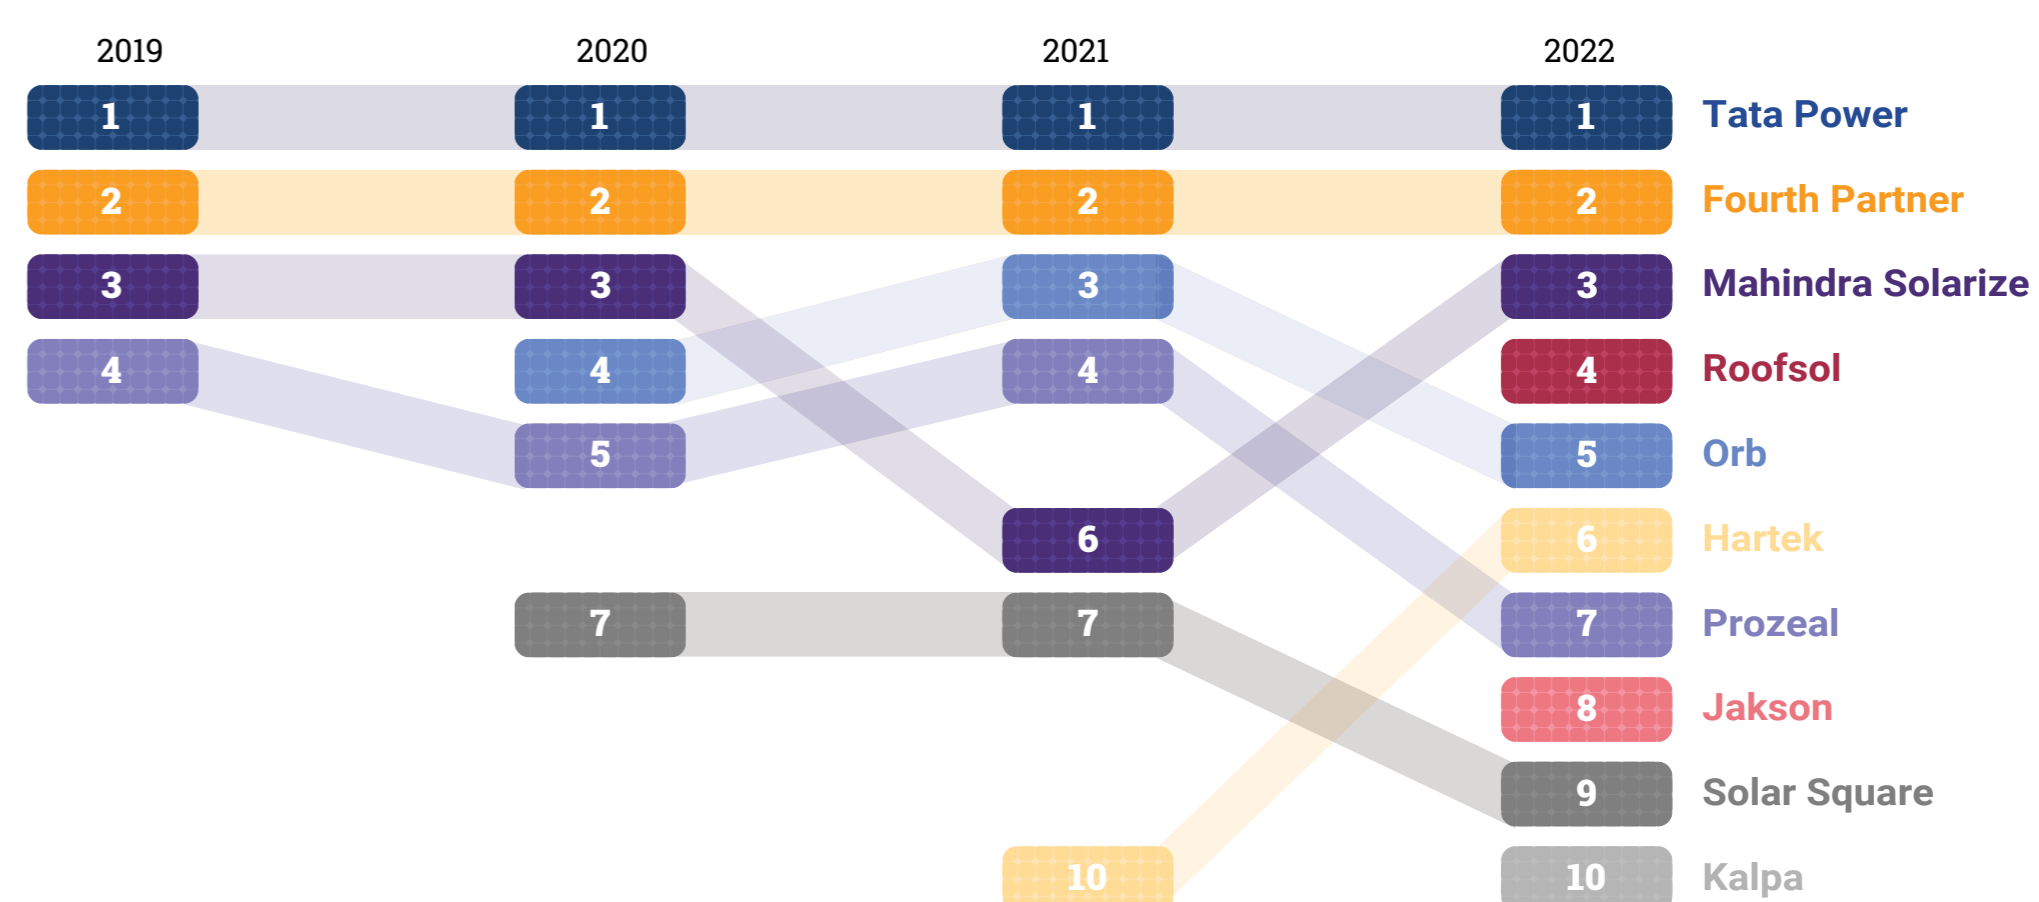 2019 2020 2021 2022
1 1 1 1 Tata Power
2 2 2 2 Fourth Partner
3 3 3 3 Mahindra Solarize
4 4 4 4 Roofsol
5 5 Orb
6 6 Hartek
7 7 7 Prozeal
8 Jakson
9 Solar Square
10 10 Kalpa